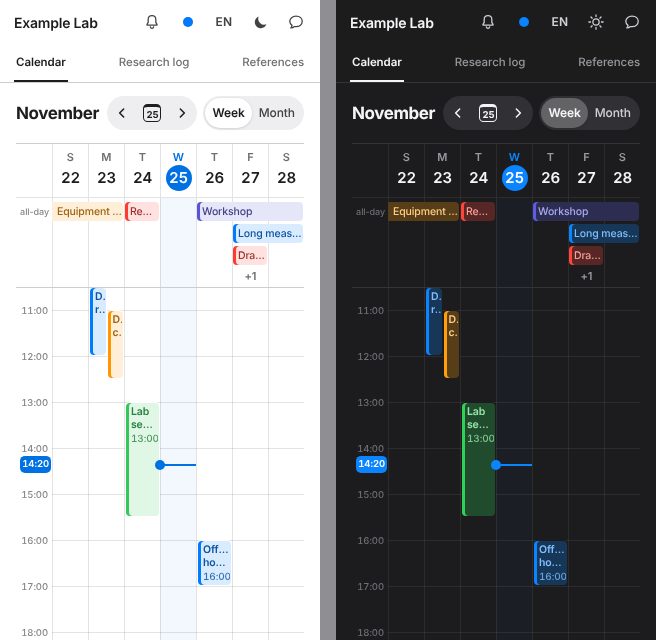 Example Lab
EN
Calendar
Research log
References
November
25
Week
Month
S M T W T F S
22 23 24 25 26 27 28
all-day
Equipment ...
Re...
Workshop
Long meas...
Dra...
+1
11:00
D.
r..
D.
c.
12:00
13:00
Lab
se...
13:00
14:00
14:20
15:00
16:00
Off...
ho...
16:00
17:00
18:00
Example Lab
EN
Calendar
Research log
References
November
25
Week
Month
S M T W T F S
22 23 24 25 26 27 28
all-day
Equipment ...
Re...
Workshop
Long meas...
Dra...
+1
11:00
D.
r..
D.
c.
12:00
13:00
Lab
se...
13:00
14:00
14:20
15:00
16:00
Off...
ho...
16:00
17:00
18:00